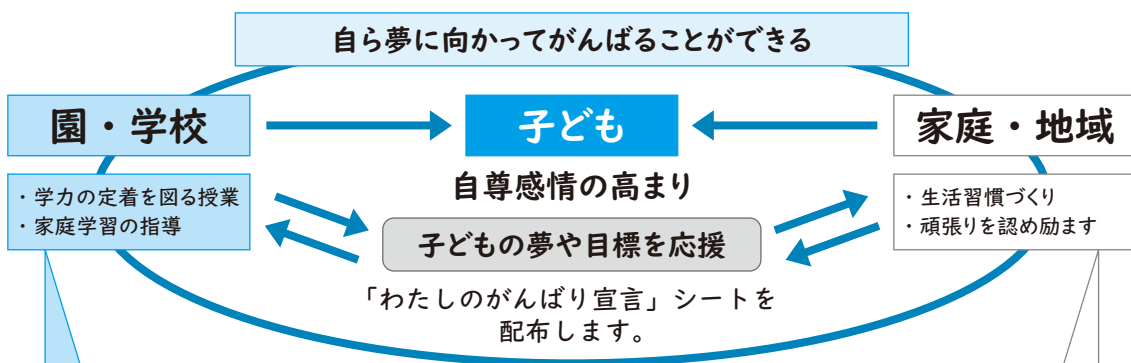 自ら夢に向かってがんばることができる
園・学校
子ども
家庭・地域
・学力の定着を図る授業
・家庭学習の指導
自尊感情の高まり
子どもの夢や目標を応援
・生活習慣づくり
・頑張りを認め励ます
「わたしのがんばり宣言」シートを
配布します。